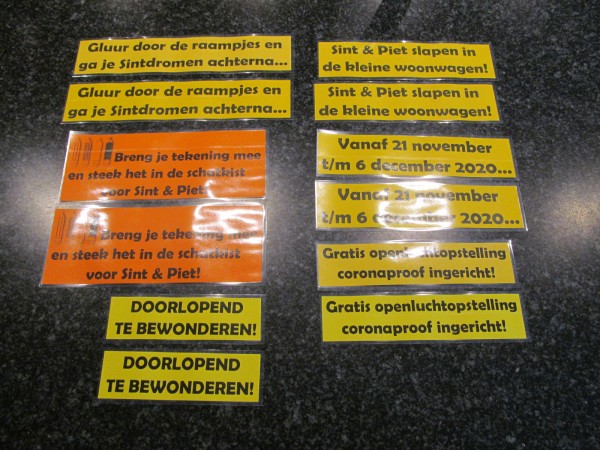 Gluur door de raampjes en
ga je Sintdromen achterna...
Gluur door de raampjes en
ga je Sintdromen achterna...
Breng je tekening mee
en steek het in de schatkist
voor Sint & Piet!
Breng je tekening mee
en steek het in de schatkist
voor Sint & Piet!
DOORLOPEND
TE BEWONDEREN!
DOORLOPEND
TE BEWONDEREN!
Sint & Piet slapen in
de kleine woonwagen!
Sint & Piet slapen in
de kleine woonwagen!
Vanaf 21 november
t/m 6 december 2020...
Vanaf 21 november
t/m 6 december 2020...
Gratis openluchtopstelling
coronaproof ingericht!
Gratis openluchtopstelling
coronaproof ingericht!